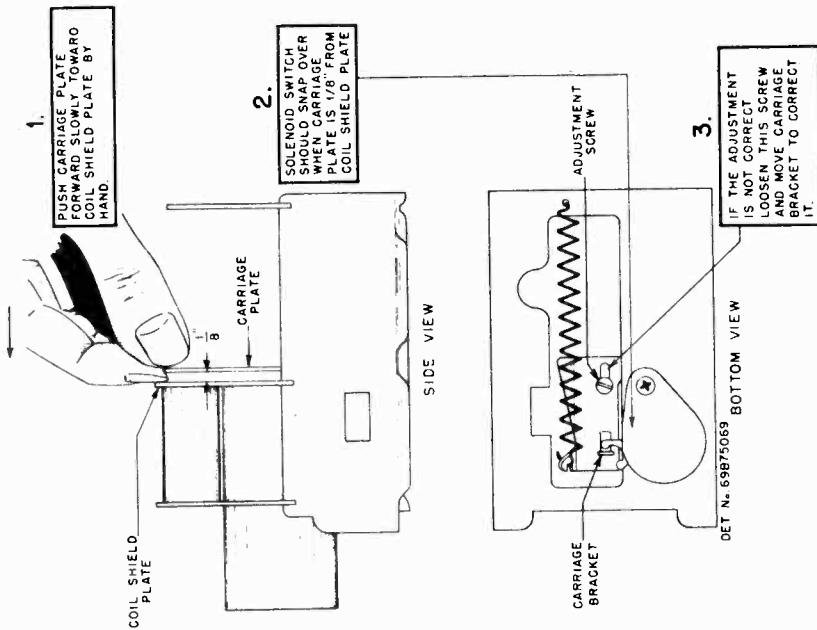 1.
PUSH CARRIAGE PLATE
FORWARD SLOWLY TOWARD
COIL SHIELD PLATE BY
HAND.
2.
SOLENOID SWITCH
SHOULD SNAP OVER
WHEN CARRIAGE
PLATE IS 1/8" FROM
COIL SHIELD PLATE
COIL SHIELD
PLATE
1"
8
CARRIAGE
PLATE
SIDE VIEW
3.
IF THE ADJUSTMENT
IS NOT CORRECT
LOOSEN THIS SCREW
AND MOVE CARRIAGE
BRACKET TO CORRECT
IT.
ADJUSTMENT
SCREW
CARRIAGE
BRACKET
DET No. 69B75069
BOTTOM VIEW